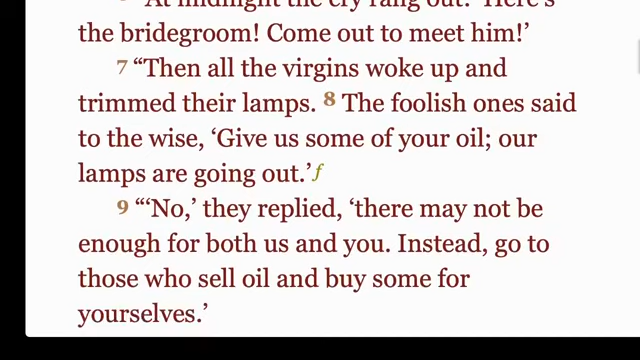 6 “At midnight the cry rang out: ‘Here’s
the bridegroom! Come out to meet him!’
7 “Then all the virgins woke up and
trimmed their lamps. 8 The foolish ones said
to the wise, ‘Give us some of your oil; our
lamps are going out.’f
9 “‘No,’ they replied, ‘there may not be
enough for both us and you. Instead, go to
those who sell oil and buy some for
yourselves.’